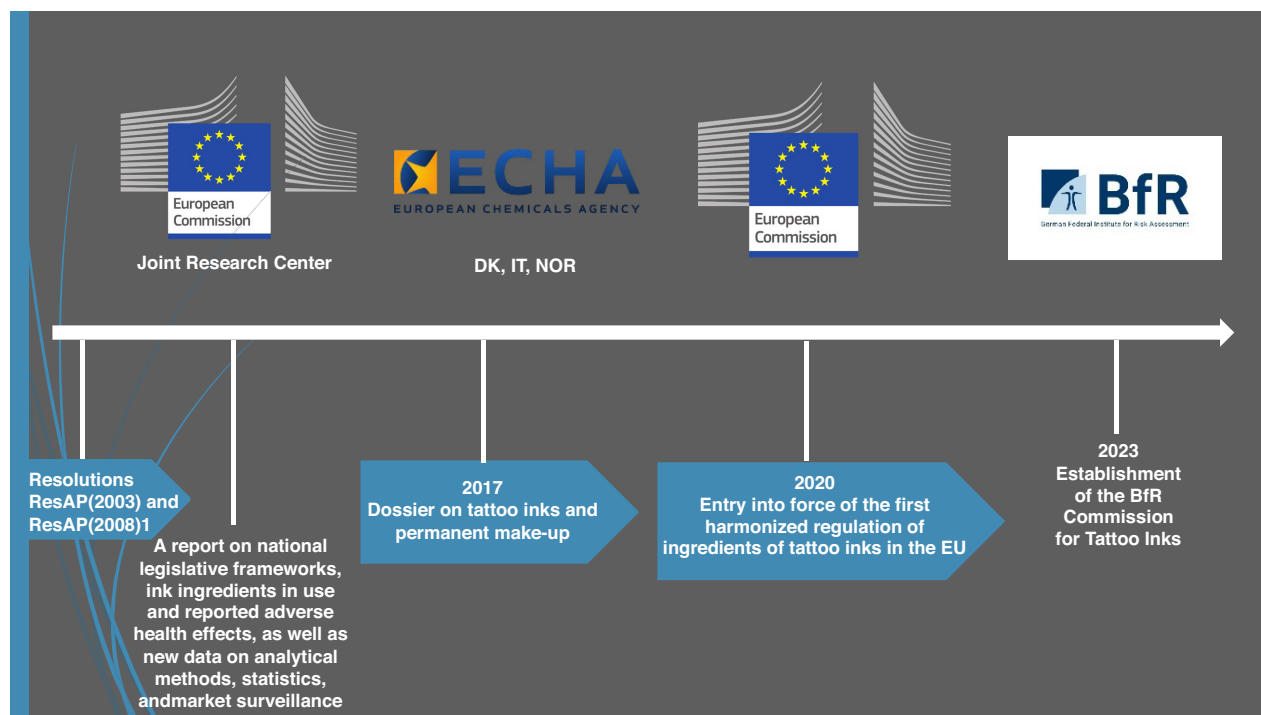 European
Commission
Joint Research Center
ECHA
EUROPEAN CHEMICALS AGENCY
DK, IT, NOR
European
Commission
BfR
German Federal Institute for Risk Assessment
Resolutions
ResAP(2003) and
ResAP(2008)1
A report on national
legislative frameworks,
ink ingredients in use
and reported adverse
health effects, as well as
new data on analytical
methods, statistics,
andmarket surveillance
2017
Dossier on tattoo inks and
permanent make-up
2020
Entry into force of the first
harmonized regulation of
ingredients of tattoo inks in the EU
2023
Establishment
of the BfR
Commission
for Tattoo Inks